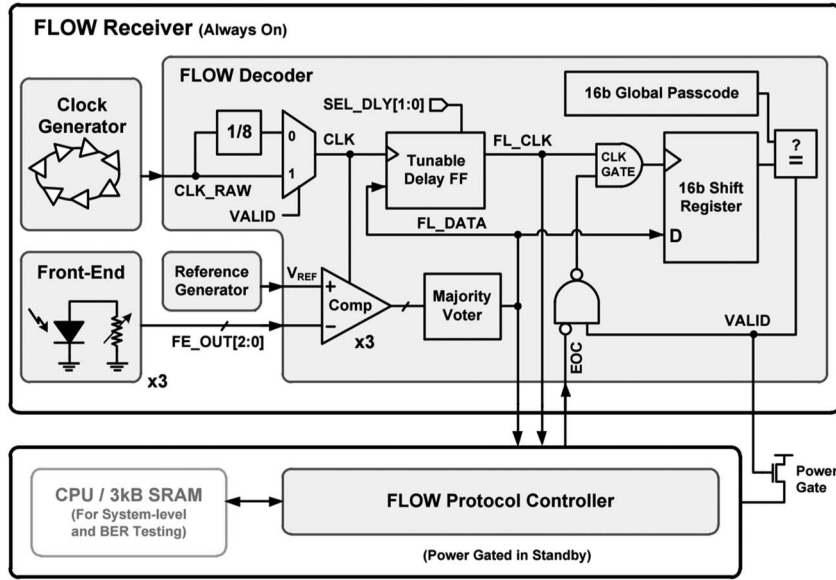 FLOW Receiver (Always On)
FLOW Decoder
Clock
Generator
CLK_RAW
1/8
0
1
VALID
CLK
SEL_DLY[1:0]
Tunable
Delay FF
FL_CLK
FL_DATA
16b Global Passcode
CLK
GATE
16b Shift
Register
D
?
=
Front-End
x3
FE_OUT[2:0]
Reference
Generator
VREF
+
Comp
−
x3
Majority
Voter
EOC
VALID
Power
Gate
CPU / 3kB SRAM
(For System-level
and BER Testing)
FLOW Protocol Controller
(Power Gated in Standby)